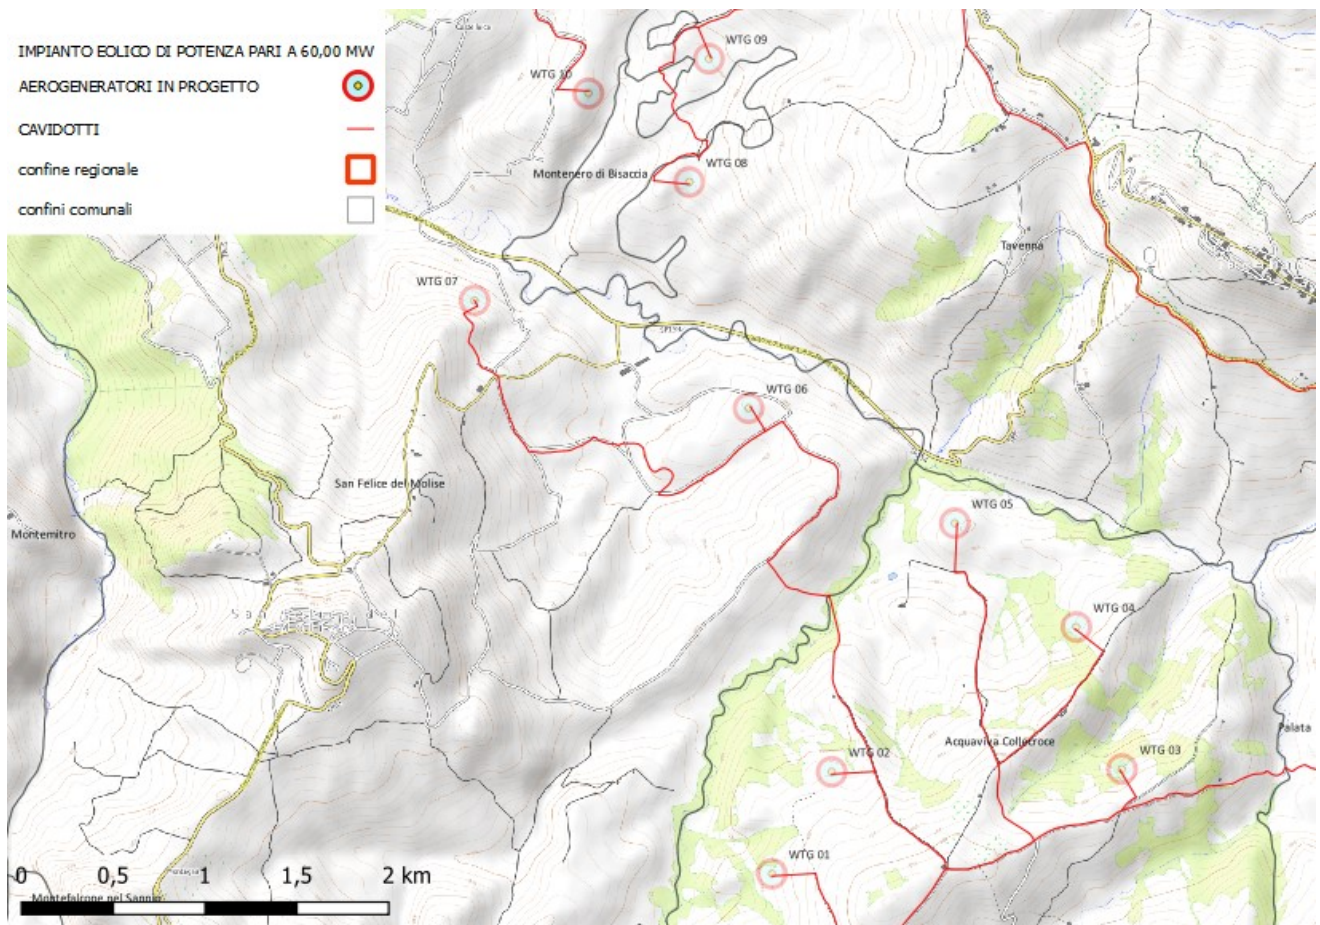 IMPIANTO EOLICO DI POTENZA PARI A 60,00 MW
AEROGENERATORI IN PROGETTO
CAVIDOTTI
confine regionale
confini comunali
WTG 09
WTG 10
WTG 08
Montenero di Bisaccia
Tavenna
WTG 07
WTG 06
San Felice del Molise
WTG 05
Montemitro
WTG 04
Palata
Acquaviva Collecroce
WTG 03
WTG 02
WTG 01
0 0,5 1 1,5 2 km
Montefalcone nel Sannio